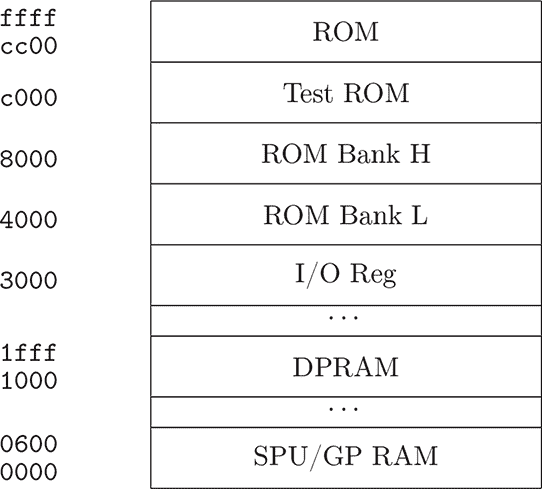 ffff
ROM
cc00
c000 Test ROM
8000 ROM Bank H
4000 ROM Bank L
3000 I/O Reg
...
1fff
DPRAM
1000
...
0600
SPU/GP RAM
0000